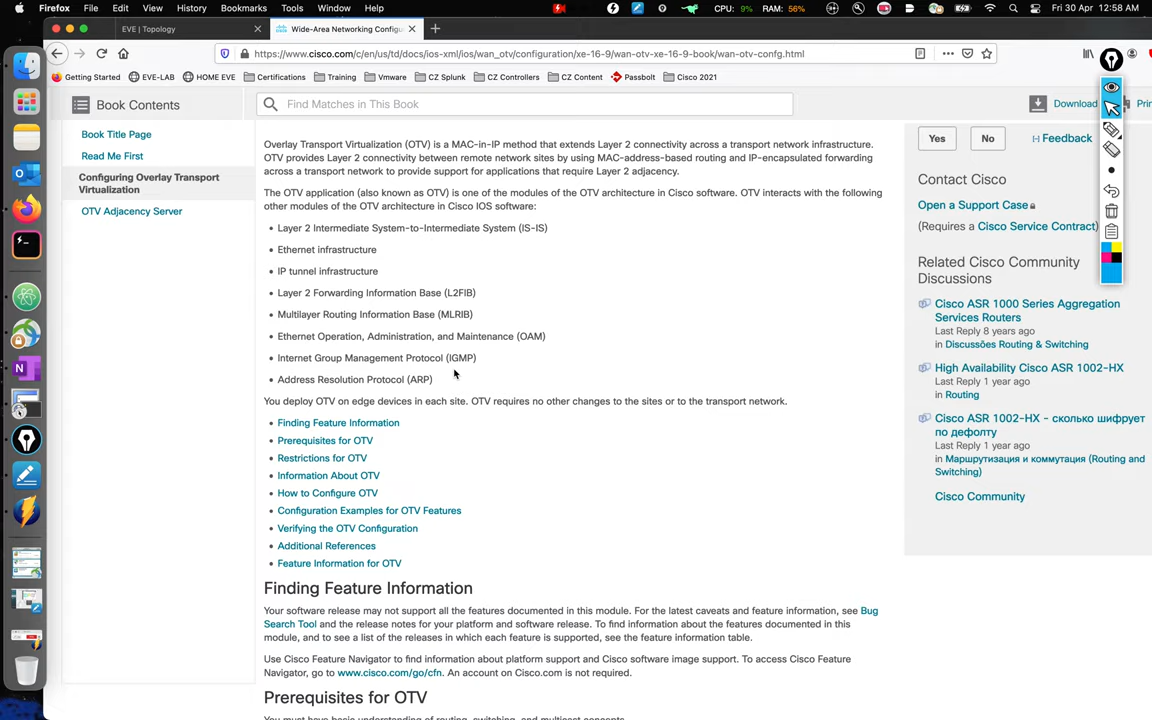 Firefox File Edit View History Bookmarks Tools Window Help CPU: 9% RAM: 56% Fri 30 Apr 12:58 AM
EVE | Topology
Wide-Area Networking Configu
https://www.cisco.com/c/en/us/td/docs/ios-xml/ios/wan_otv/configuration/xe-16-9/wan-otv-xe-16-9-book/wan-otv-confg.html
Getting Started EVE-LAB HOME EVE Certifications Training Vmware CZ Splunk CZ Controllers CZ Content Passbolt Cisco 2021
Book Contents
Find Matches in This Book
Download
Prin
Book Title Page
Read Me First
Configuring Overlay Transport
Virtualization
OTV Adjacency Server
Overlay Transport Virtualization (OTV) is a MAC-in-IP method that extends Layer 2 connectivity across a transport network infrastructure.
OTV provides Layer 2 connectivity between remote network sites by using MAC-address-based routing and IP-encapsulated forwarding
across a transport network to provide support for applications that require Layer 2 adjacency.
The OTV application (also known as OTV) is one of the modules of the OTV architecture in Cisco software. OTV interacts with the following
other modules of the OTV architecture in Cisco IOS software:
• Layer 2 Intermediate System-to-Intermediate System (IS-IS)
• Ethernet infrastructure
• IP tunnel infrastructure
• Layer 2 Forwarding Information Base (L2FIB)
• Multilayer Routing Information Base (MLRIB)
• Ethernet Operation, Administration, and Maintenance (OAM)
• Internet Group Management Protocol (IGMP)
• Address Resolution Protocol (ARP)
You deploy OTV on edge devices in each site. OTV requires no other changes to the sites or to the transport network.
• Finding Feature Information
• Prerequisites for OTV
• Restrictions for OTV
• Information About OTV
• How to Configure OTV
• Configuration Examples for OTV Features
• Verifying the OTV Configuration
• Additional References
• Feature Information for OTV
Finding Feature Information
Your software release may not support all the features documented in this module. For the latest caveats and feature information, see Bug
Search Tool and the release notes for your platform and software release. To find information about the features documented in this
module, and to see a list of the releases in which each feature is supported, see the feature information table.
Use Cisco Feature Navigator to find information about platform support and Cisco software image support. To access Cisco Feature
Navigator, go to www.cisco.com/go/cfn. An account on Cisco.com is not required.
Prerequisites for OTV
You must have basic understanding of routing, switching, and multicast concepts.
Yes No [-] Feedback
Contact Cisco
Open a Support Case
(Requires a Cisco Service Contract)
Related Cisco Community
Discussions
Cisco ASR 1000 Series Aggregation
Services Routers
Last Reply 8 years ago
in Discussões Routing & Switching
High Availability Cisco ASR 1002-HX
Last Reply 1 year ago
in Routing
Cisco ASR 1002-HX - сколько шифрует
по дефолту
Last Reply 1 year ago
in Маршрутизация и коммутация (Routing and
Switching)
Cisco Community